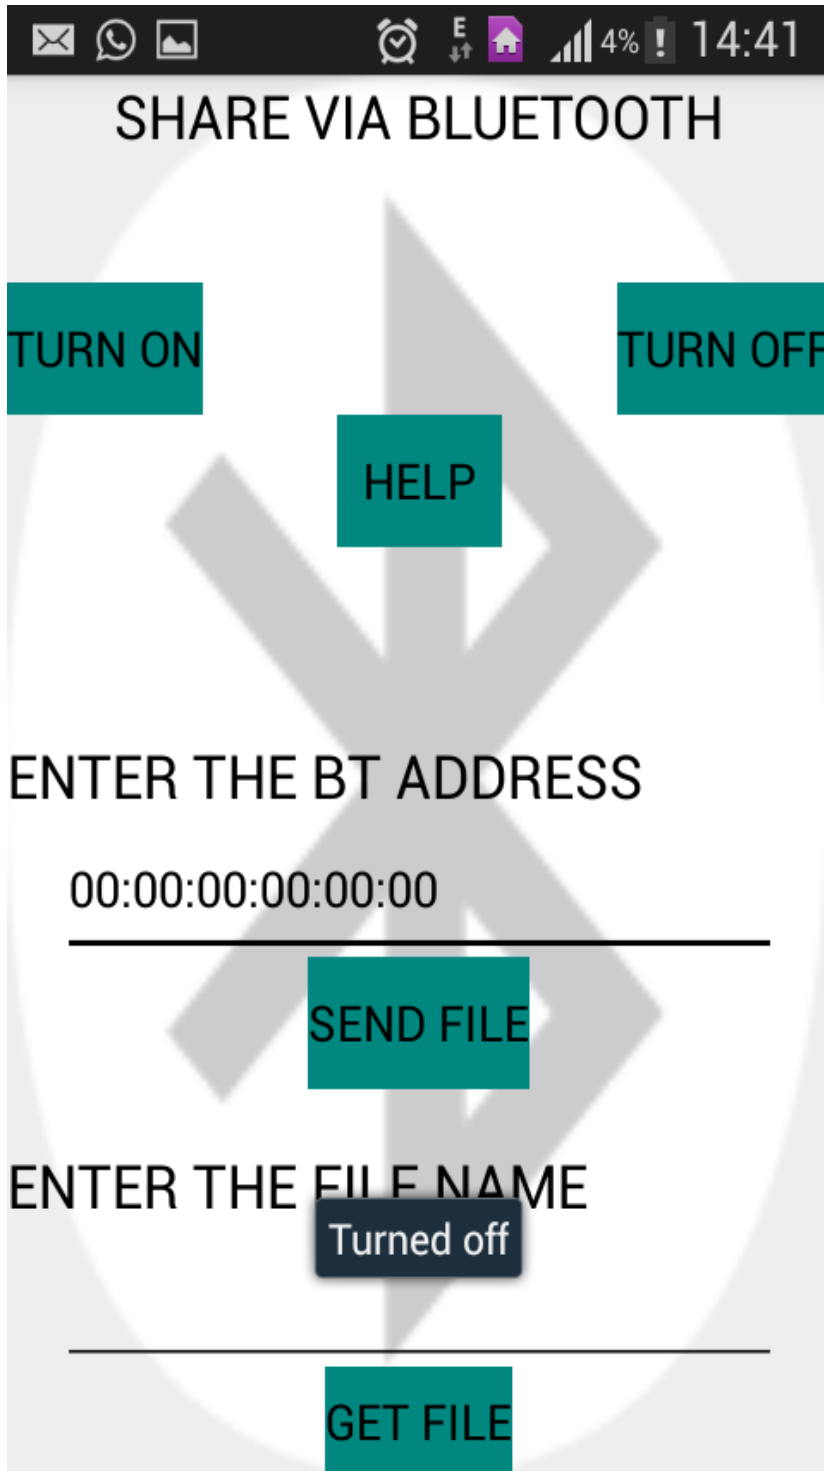 E 4% 14:41
SHARE VIA BLUETOOTH
TURN ON TURN OFF
HELP
ENTER THE BT ADDRESS
00:00:00:00:00:00
SEND FILE
ENTER THE FILE NAME
Turned off
GET FILE